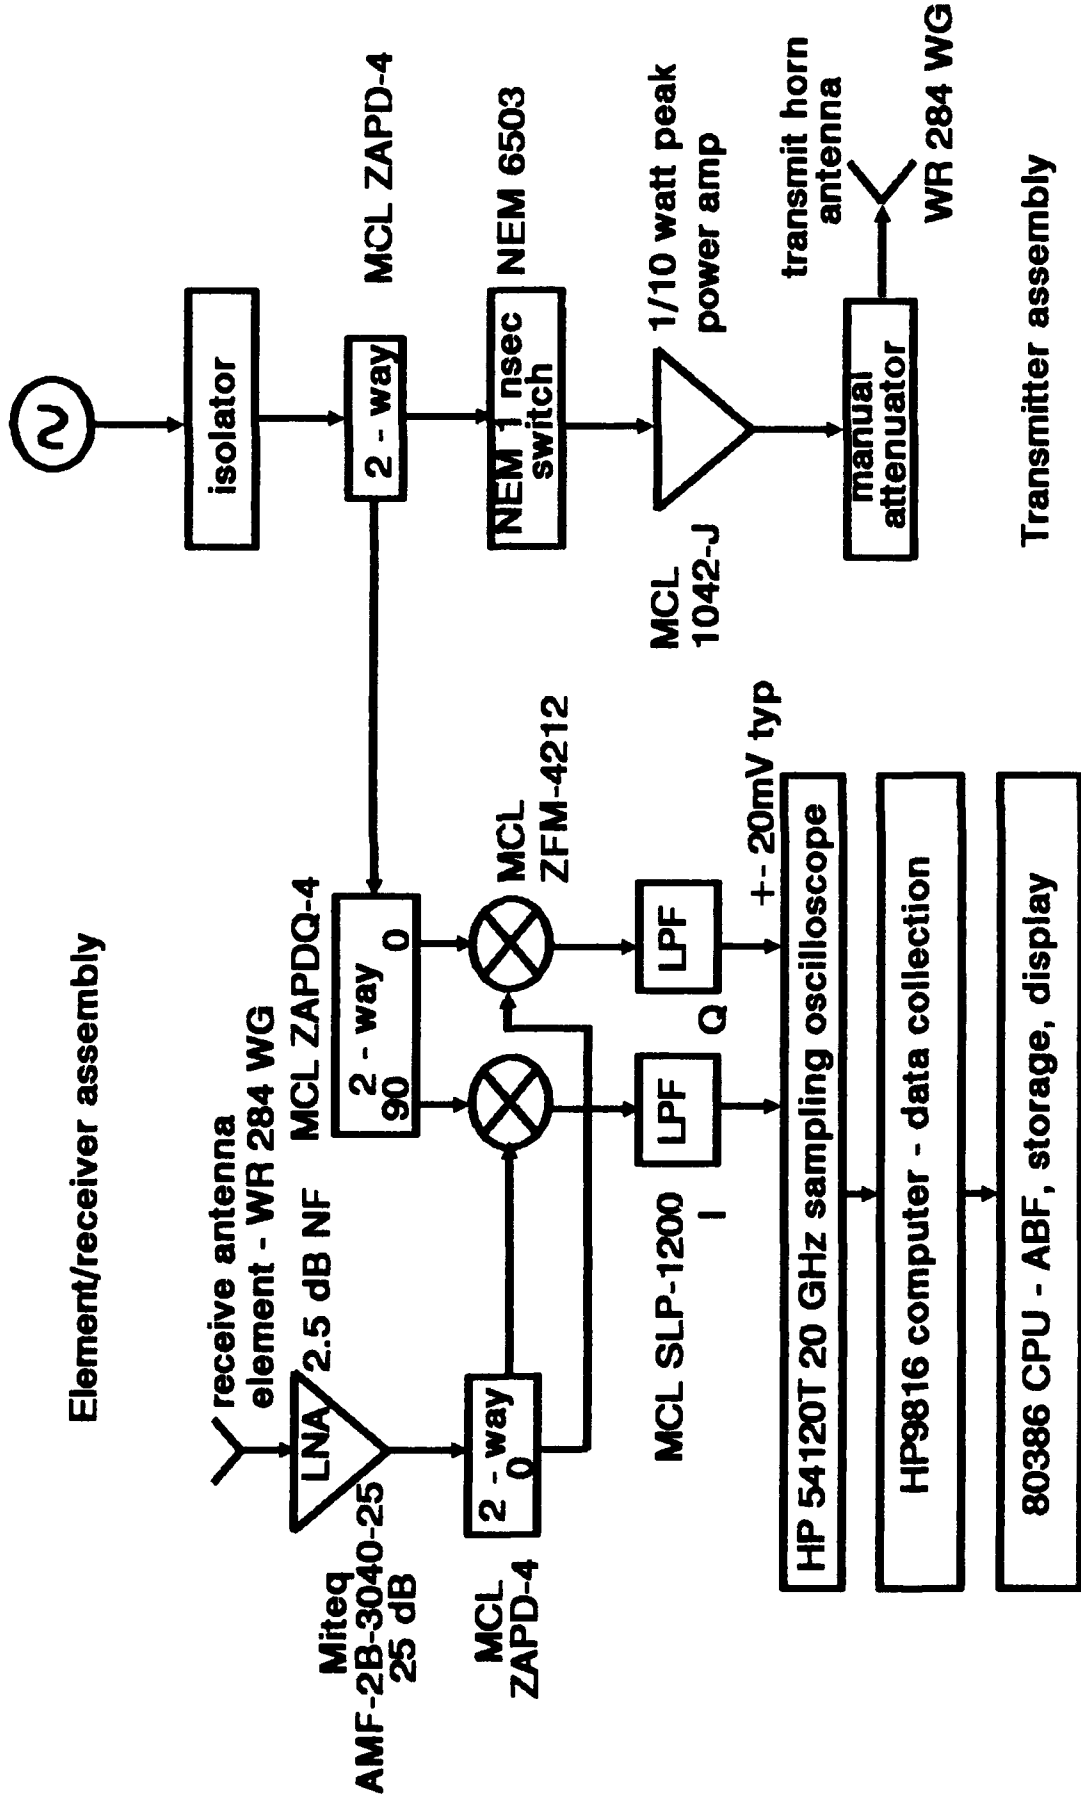 Element/receiver assembly
receive antenna
element - WR 284 WG
LNA
2.5 dB NF
Miteq
AMF-2B-3040-25
25 dB
MCL ZAPDQ-4
2 - way
90
0
2 - way
0
MCL
ZAPD-4
MCL
ZFM-4212
LPF
LPF
MCL SLP-1200
I
Q
+- 20mV typ
HP 54120T 20 GHz sampling oscilloscope
HP9816 computer - data collection
80386 CPU - ABF, storage, display
isolator
2 - way
MCL ZAPD-4
NEM 1 nsec
switch
NEM 6503
MCL
1042-J
1/10 watt peak
power amp
manual
attenuator
transmit horn
antenna
WR 284 WG
Transmitter assembly